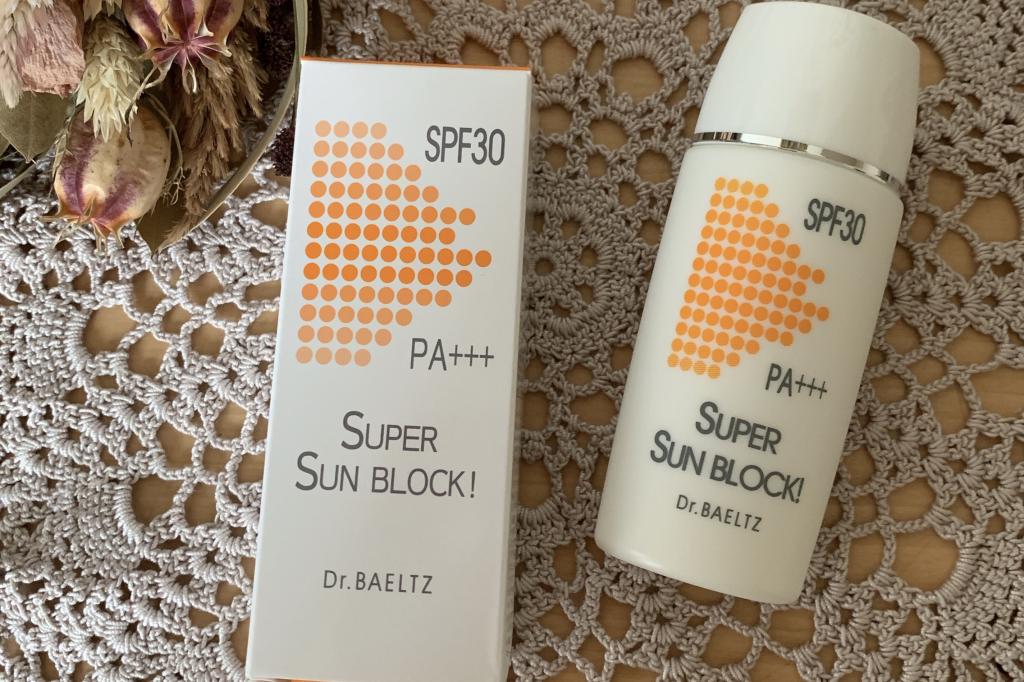 SPF30
PA+++
SUPER
SUN BLOCK!
Dr.BAELTZ
SPF30
PA+++
SUPER
SUN BLOCK!
Dr.BAELTZ